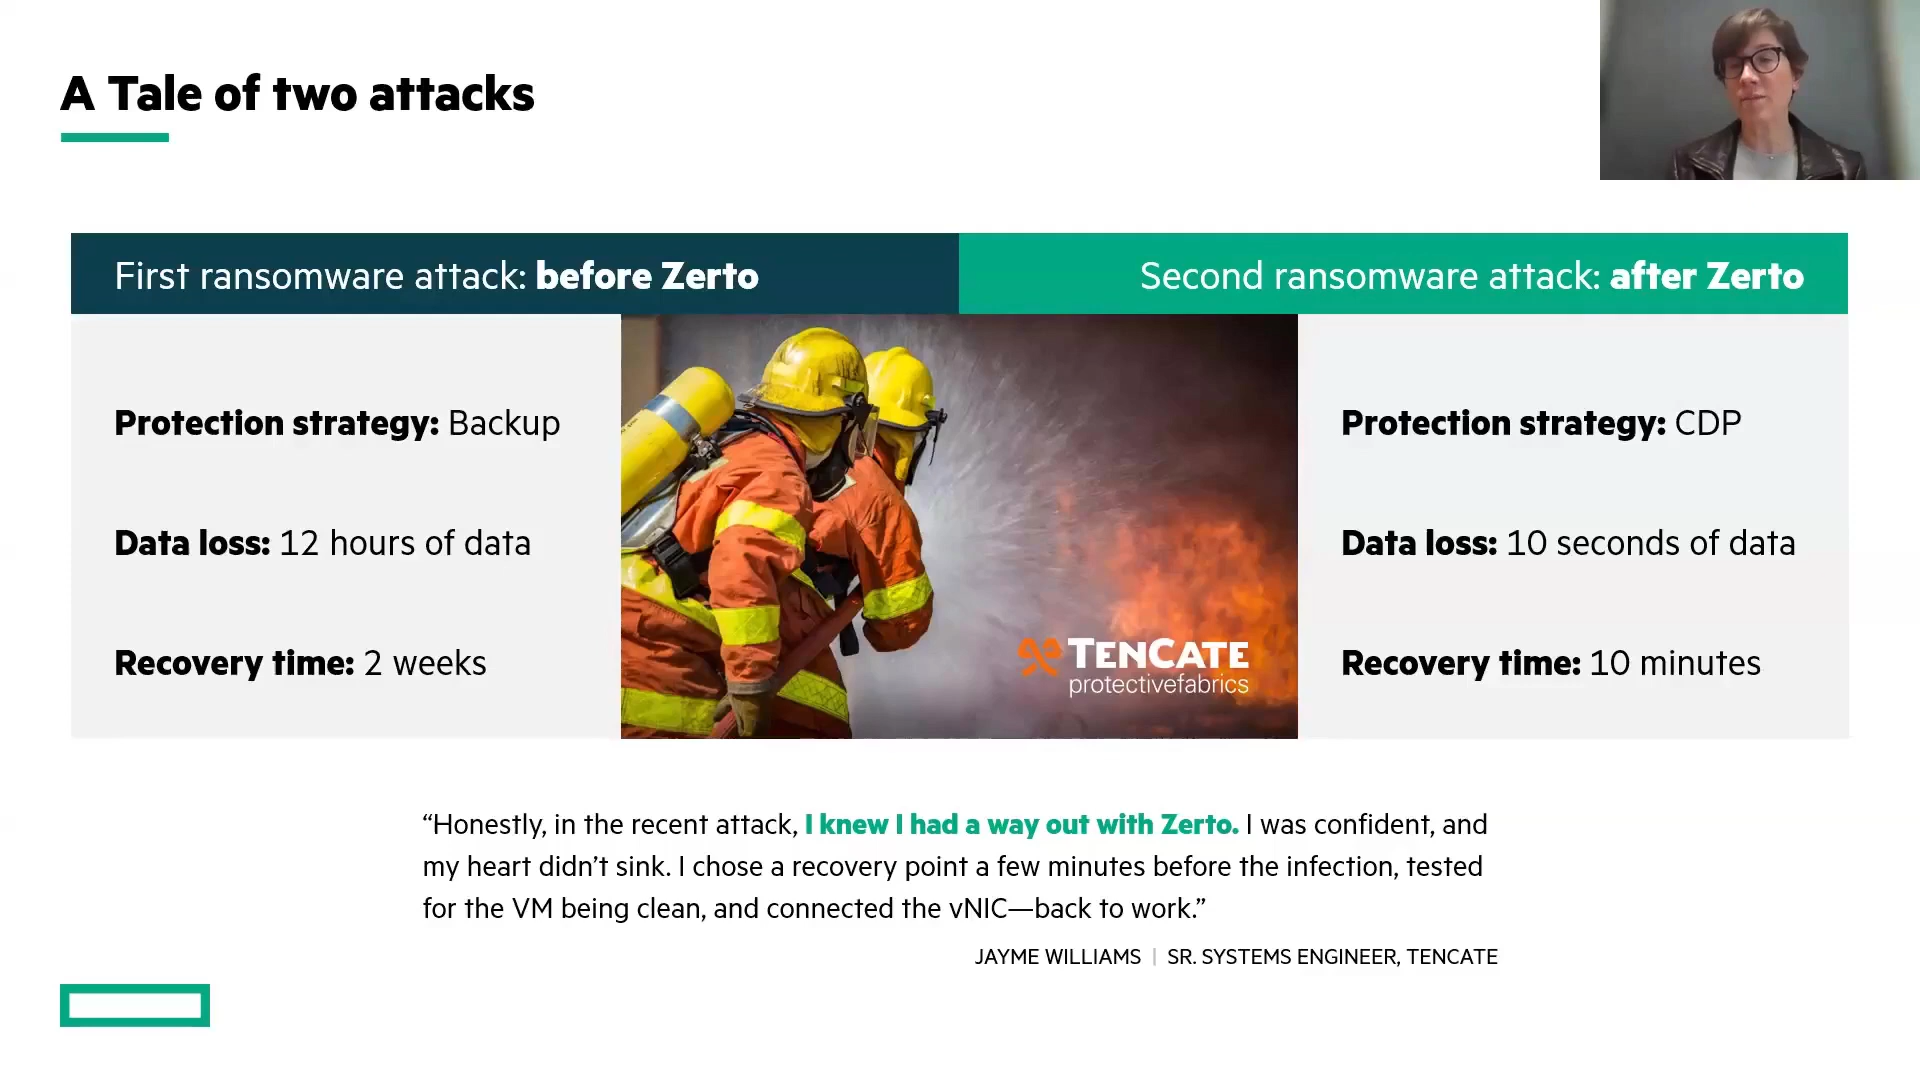 A Tale of two attacks
First ransomware attack: before Zerto
Second ransomware attack: after Zerto
Protection strategy: Backup
Data loss: 12 hours of data
Recovery time: 2 weeks
TENCATE
protectivefabrics
Protection strategy: CDP
Data loss: 10 seconds of data
Recovery time: 10 minutes
“Honestly, in the recent attack, I knew I had a way out with Zerto. I was confident, and
my heart didn’t sink. I chose a recovery point a few minutes before the infection, tested
for the VM being clean, and connected the vNIC—back to work.”
JAYME WILLIAMS | SR. SYSTEMS ENGINEER, TENCATE